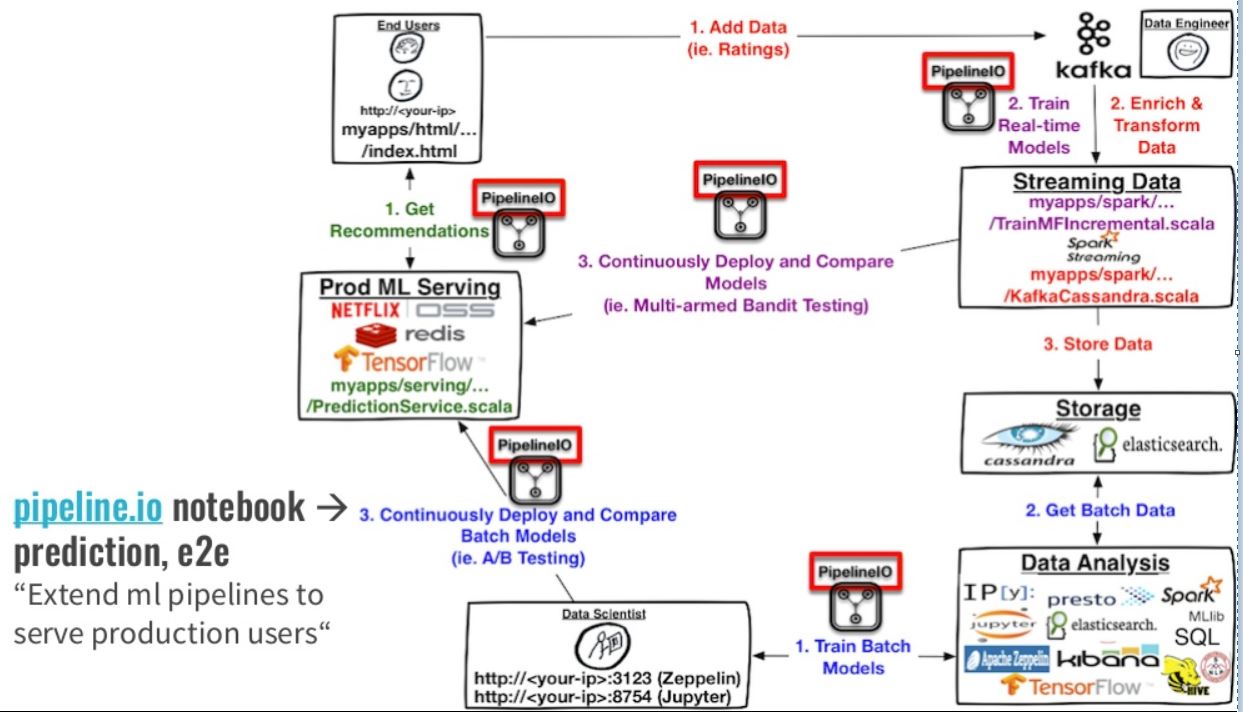 End Users
http://<your-ip>
myapps/html/...
/index.html
1. Add Data
(ie. Ratings)
kafka
Data Engineer
PipelineIO
2. Train
Real-time
Models
2. Enrich &
Transform
Data
Streaming Data
myapps/spark/...
/TrainMFIncremental.scala
Spark
Streaming
myapps/spark/...
/KafkaCassandra.scala
PipelineIO
3. Continuously Deploy and Compare
Models
(ie. Multi-armed Bandit Testing)
PipelineIO
1. Get
Recommendations
Prod ML Serving
NETFLIX OSS
redis
TensorFlow™
myapps/serving/...
/PredictionService.scala
3. Store Data
Storage
cassandra
elasticsearch.
2. Get Batch Data
PipelineIO
3. Continuously Deploy and Compare
Batch Models
(ie. A/B Testing)
pipeline.io notebook →
prediction, e2e
“Extend ml pipelines to
serve production users“
Data Scientist
http://<your-ip>:3123 (Zeppelin)
http://<your-ip>:8754 (Jupyter)
PipelineIO
1. Train Batch
Models
Data Analysis
IP[y]:
presto
Spark
MLlib
jupyter
elasticsearch.
SQL
Apache Zeppelin
kibana
TensorFlow™
HIVE